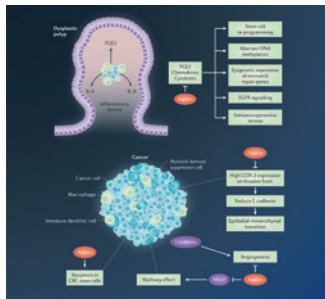 Dysplastic
polyp
PGE2
IL-6
IL-8
Inflammatory
stroma
PGE2
Chemokines
Cytokines
Aspirin
Stem cell
re-programing
Aberrant DNA
methylation
Epigenetic repression
of mismatch
repair genes
EGFR signalling
Immunosuppressive
stroma
Cancer
Myeloid-derived
suppressor cell
Cancer cell
Macrophage
Immature dendritic cell
Aspirin
High COX-2 expression
on invasive front
Reduce E cadherin
Epithelial-mesenchymal
transition
Angiogenesis
Aspirin
Apoptosis in
CRC stem cells
Warburg effect
Aspirin